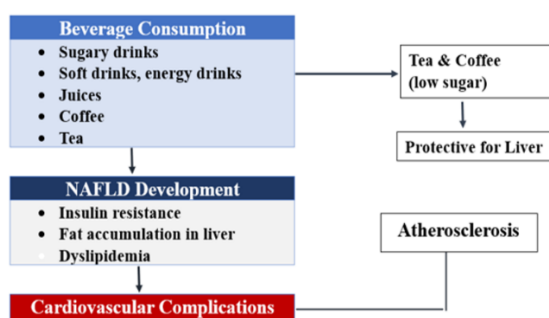 Beverage Consumption
Sugary drinks
Soft drinks, energy drinks
Juices
Coffee
Tea
Tea & Coffee
(low sugar)
Protective for Liver
NAFLD Development
Insulin resistance
Fat accumulation in liver
Dyslipidemia
Atherosclerosis
Cardiovascular Complications